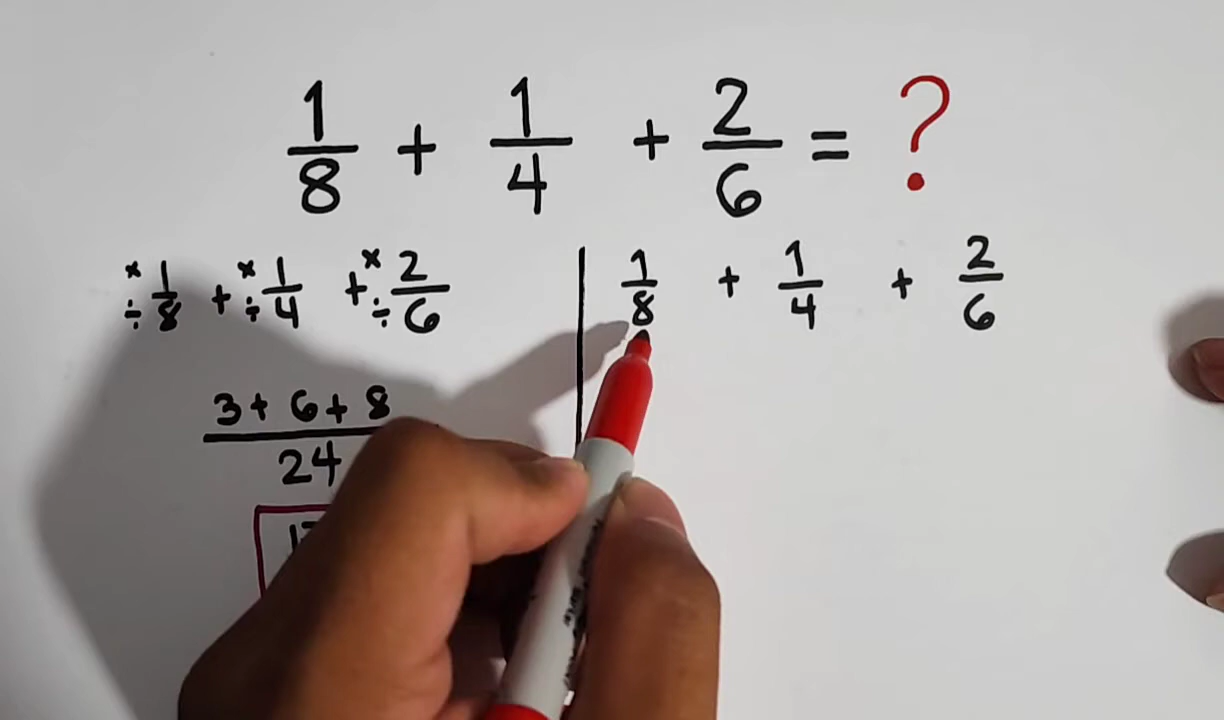 1/8 + 1/4 + 2/6 = ?
× ÷ 1/8 + × ÷ 1/4 + × ÷ 2/6
3 + 6 + 8
24
1/8 + 1/4 + 2/6